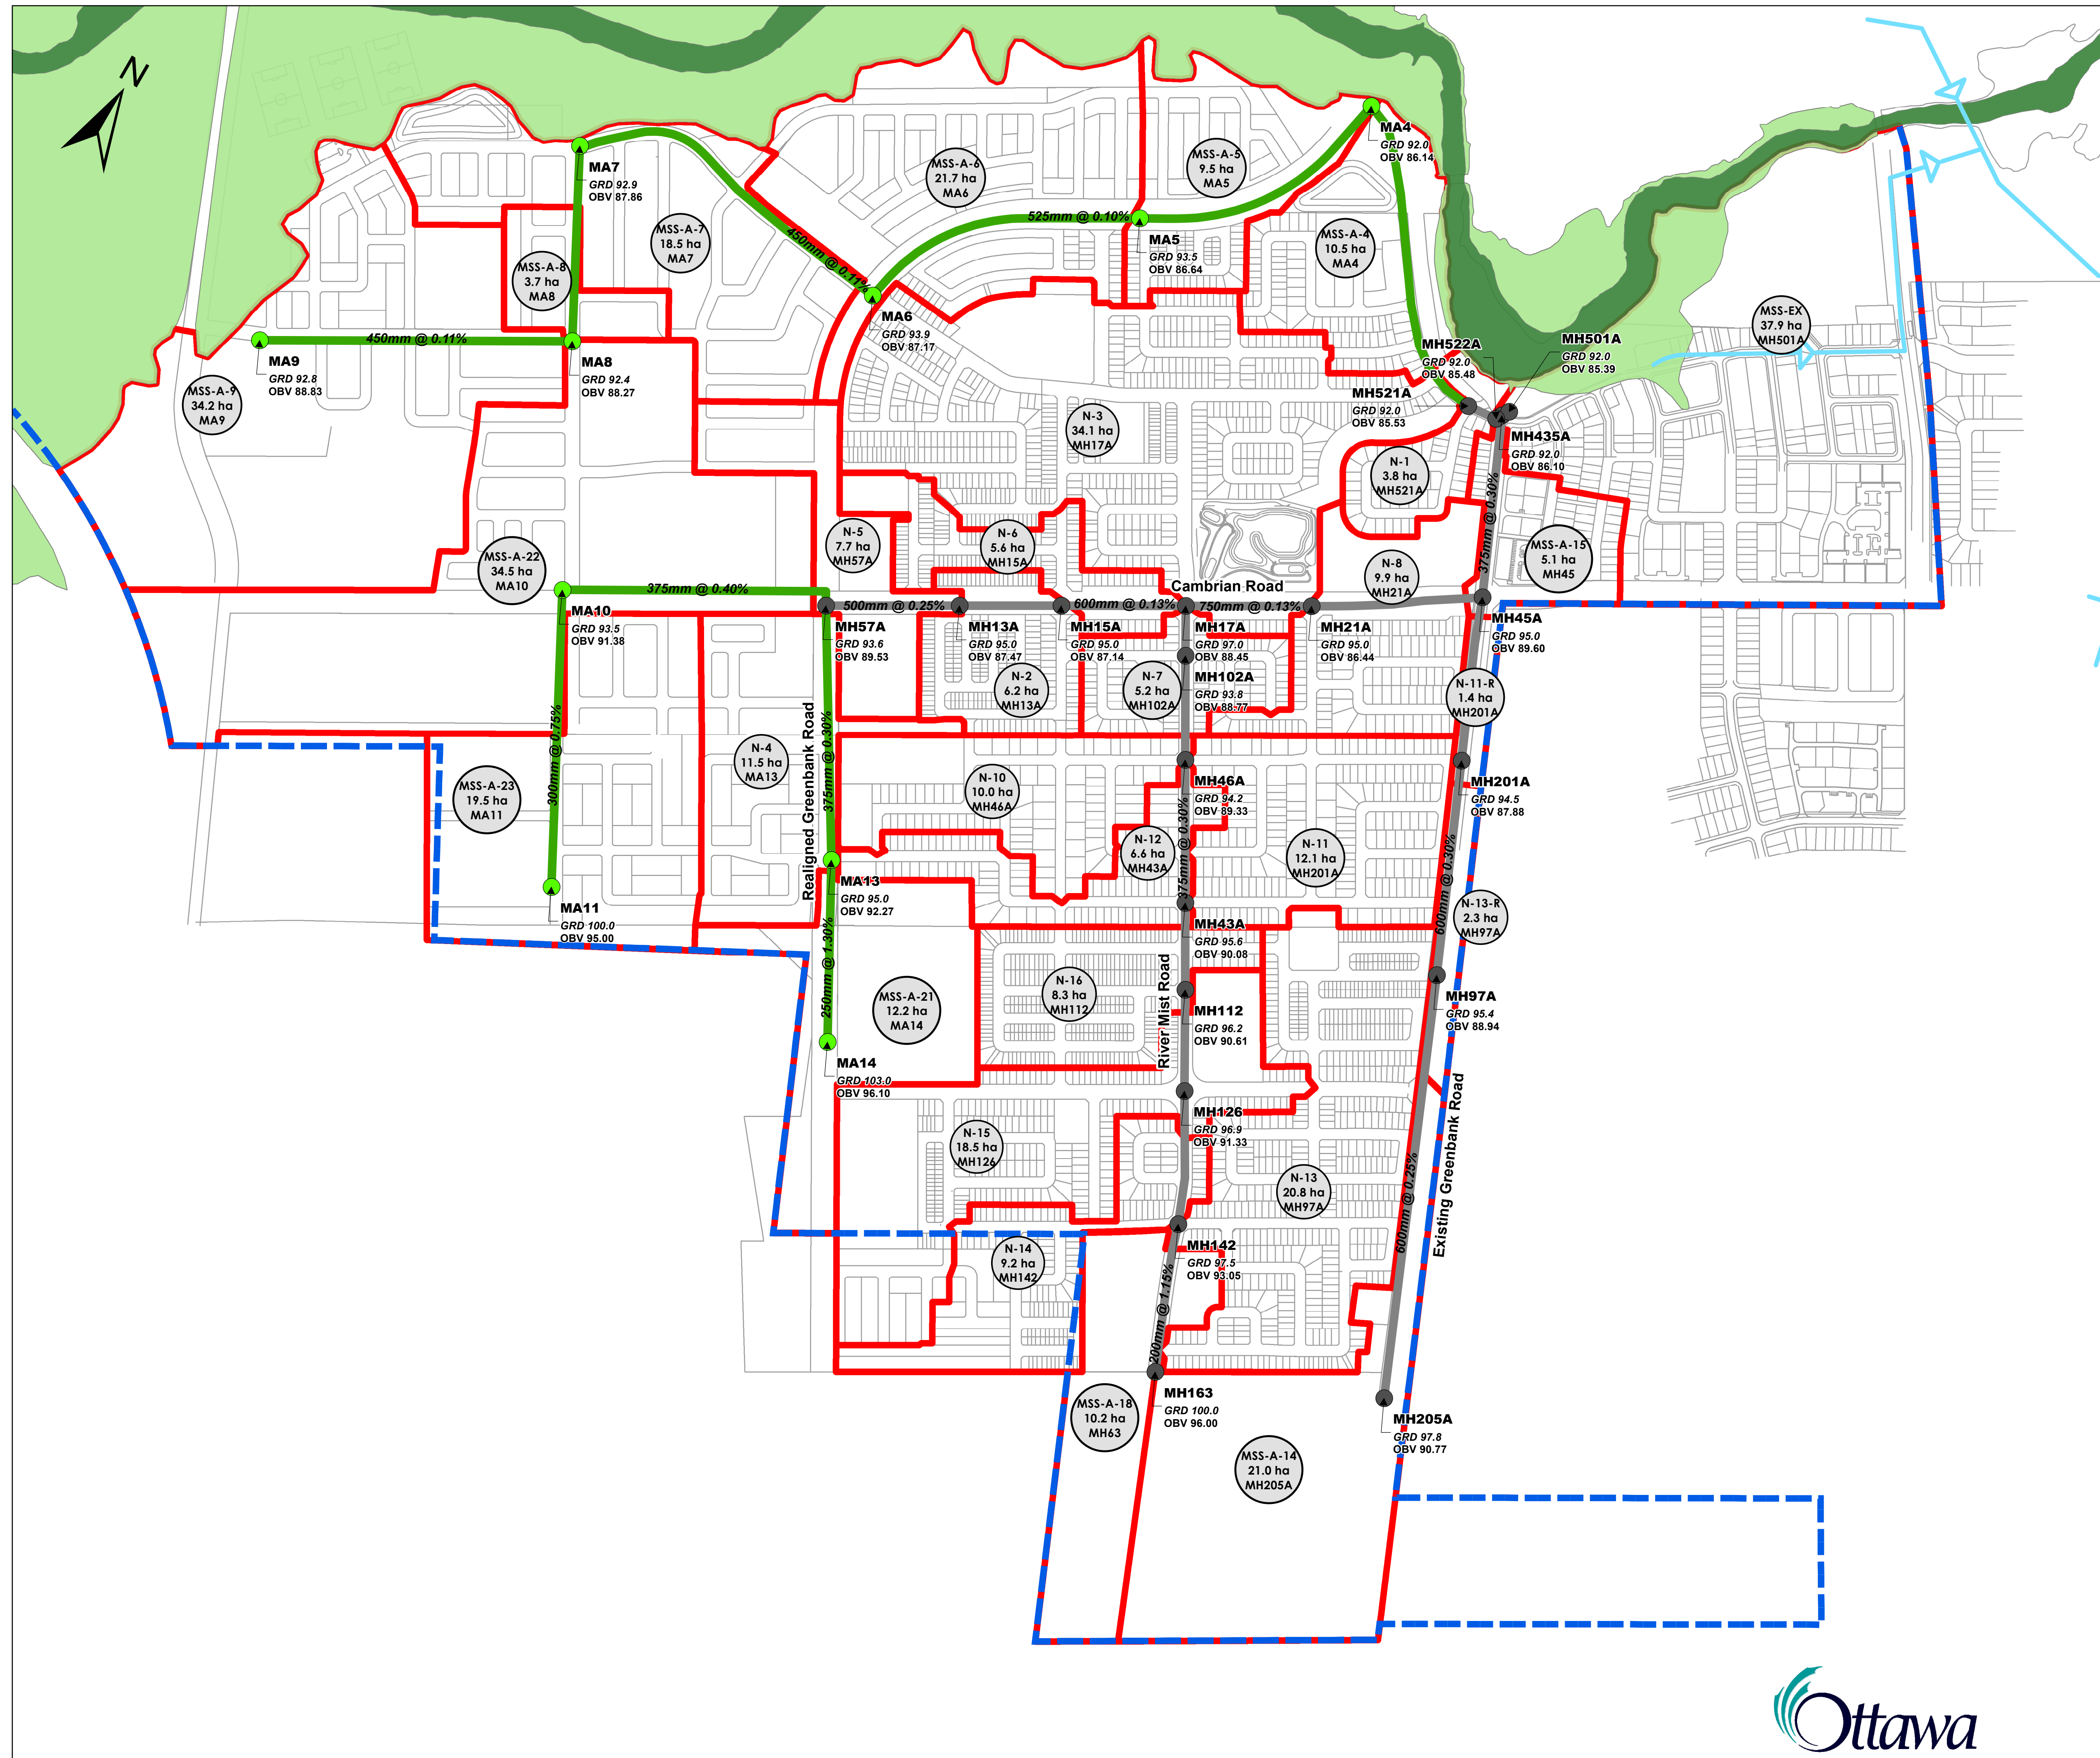 N
MA4
GRD 92.0
OBV 86.14
MA7
GRD 92.9
OBV 87.86
MSS-A-6
21.7 ha
MA6
MSS-A-5
9.5 ha
MA5
MSS-A-7
18.5 ha
MA7
450mm @ 0.11%
525mm @ 0.10%
MA5
GRD 93.5
OBV 86.64
MSS-A-4
10.5 ha
MA4
MSS-A-8
3.7 ha
MA8
MA6
GRD 93.9
OBV 87.17
MSS-EX
37.9 ha
MH501A
MH522A
GRD 92.0
OBV 85.48
MH501A
GRD 92.0
OBV 85.39
450mm @ 0.11%
MA9
GRD 92.8
OBV 88.83
MA8
GRD 92.4
OBV 88.27
MSS-A-9
34.2 ha
MA9
MH521A
GRD 92.0
OBV 85.53
N-3
34.1 ha
MH17A
MH435A
GRD 92.0
OBV 86.10
N-1
3.8 ha
MH521A
375mm @ 0.30%
MSS-A-22
34.5 ha
MA10
N-5
7.7 ha
MH57A
N-6
5.6 ha
MH15A
N-8
9.9 ha
MH21A
MSS-A-15
5.1 ha
MH45
375mm @ 0.40%
Cambrian Road
500mm @ 0.25%
600mm @ 0.13%
750mm @ 0.13%
MA10
GRD 93.5
OBV 91.38
MH57A
GRD 93.6
OBV 89.53
MH13A
GRD 95.0
OBV 87.47
MH15A
GRD 95.0
OBV 87.14
MH17A
GRD 97.0
OBV 88.45
MH21A
GRD 95.0
OBV 86.44
MH45A
GRD 95.0
OBV 89.60
N-2
6.2 ha
MH13A
N-7
5.2 ha
MH102A
MH102A
GRD 93.8
OBV 88.77
N-11-R
1.4 ha
MH201A
300mm @ 0.75%
N-4
11.5 ha
MA13
Realigned Greenbank Road
375mm @ 0.30%
MSS-A-23
19.5 ha
MA11
N-10
10.0 ha
MH46A
MH46A
GRD 94.2
OBV 89.33
MH201A
GRD 94.5
OBV 87.88
375mm @ 0.30%
N-12
6.6 ha
MH43A
N-11
12.1 ha
MH201A
600mm @ 0.30%
MA11
GRD 100.0
OBV 95.00
MA13
GRD 95.0
OBV 92.27
MH43A
GRD 95.6
OBV 90.08
N-13-R
2.3 ha
MH97A
250mm @ 1.30%
MSS-A-21
12.2 ha
MA14
N-16
8.3 ha
MH112
River Mist Road
MH112
GRD 96.2
OBV 90.61
MH97A
GRD 95.4
OBV 88.94
MA14
GRD 103.0
OBV 96.10
MH126
GRD 96.9
OBV 91.33
N-15
18.5 ha
MH126
N-13
20.8 ha
MH97A
600mm @ 0.25%
Existing Greenbank Road
N-14
9.2 ha
MH142
MH142
GRD 97.5
OBV 93.05
200mm @ 1.15%
MH163
GRD 100.0
OBV 96.00
MSS-A-18
10.2 ha
MH63
MH205A
GRD 97.8
OBV 90.77
MSS-A-14
21.0 ha
MH205A
Ottawa